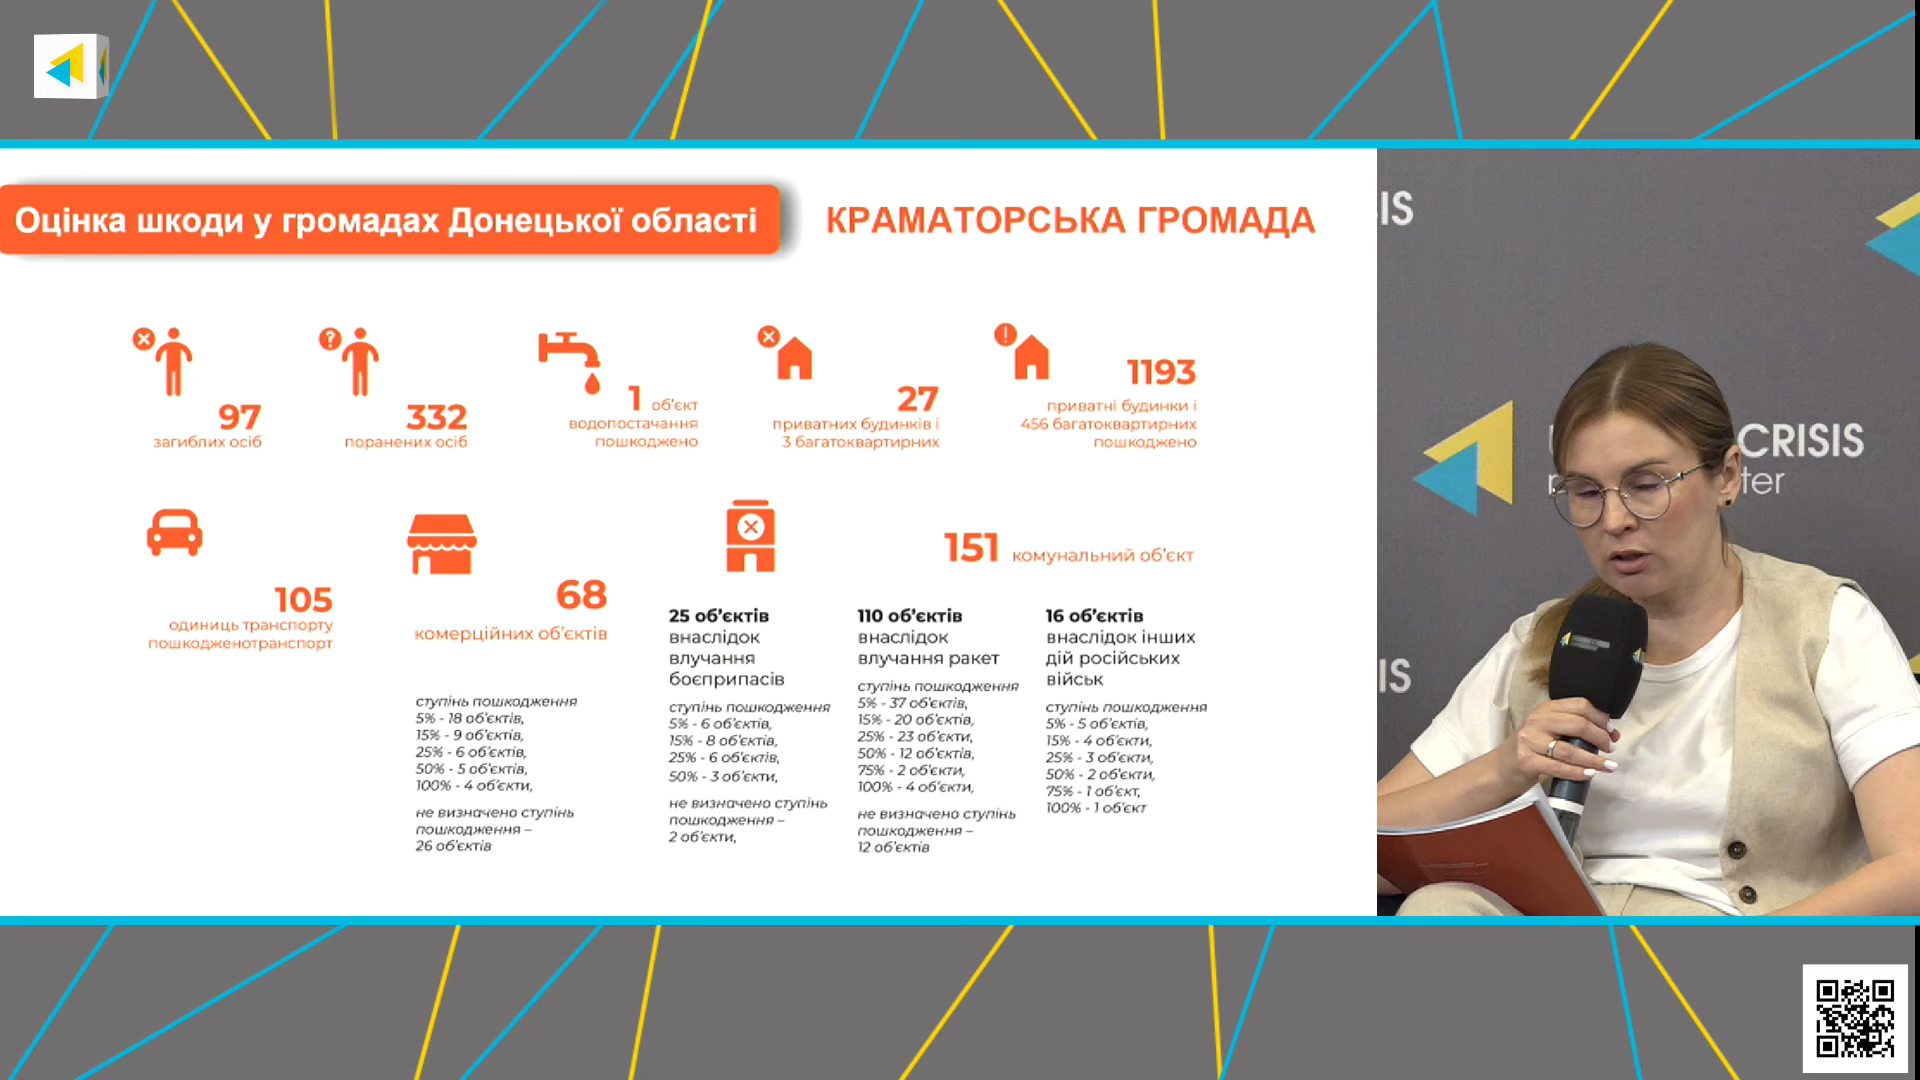 Оцінка шкоди у громадах Донецької області
КРАМАТОРСЬКА ГРОМАДА
97
загиблих осіб
332
поранених осіб
1 об'єкт
водопостачання
пошкоджено
27
приватних будинків і
3 багатоквартирних
1193
приватні будинки і
456 багатоквартирних
пошкоджено
105
одиниць транспорту
пошкодженотранспорт
68
комерційних об'єктів
ступінь пошкодження
5% - 18 об'єктів,
15% - 9 об'єктів,
25% - 6 об'єктів,
50% - 5 об'єктів,
100% - 4 об'єкти,
не визначено ступінь
пошкодження –
26 об'єктів
151 комунальний об'єкт
25 об'єктів
внаслідок
влучання
боєприпасів
ступінь пошкодження
5% - 6 об'єктів,
15% - 8 об'єктів,
25% - 6 об'єктів,
50% - 3 об'єкти,
не визначено ступінь
пошкодження –
2 об'єкти,
110 об'єктів
внаслідок
влучання ракет
ступінь пошкодження
5% - 37 об'єктів,
15% - 20 об'єктів,
25% - 23 об'єкти,
50% - 12 об'єктів,
75% - 2 об'єкти,
100% - 4 об'єкти,
не визначено ступінь
пошкодження –
12 об'єктів
16 об'єктів
внаслідок інших
дій російських
військ
ступінь пошкодження
5% - 5 об'єктів,
15% - 4 об'єкти,
25% - 3 об'єкти,
50% - 2 об'єкти,
75% - 1 об'єкт,
100% - 1 об'єкт
IS
CRISIS
ter
IS